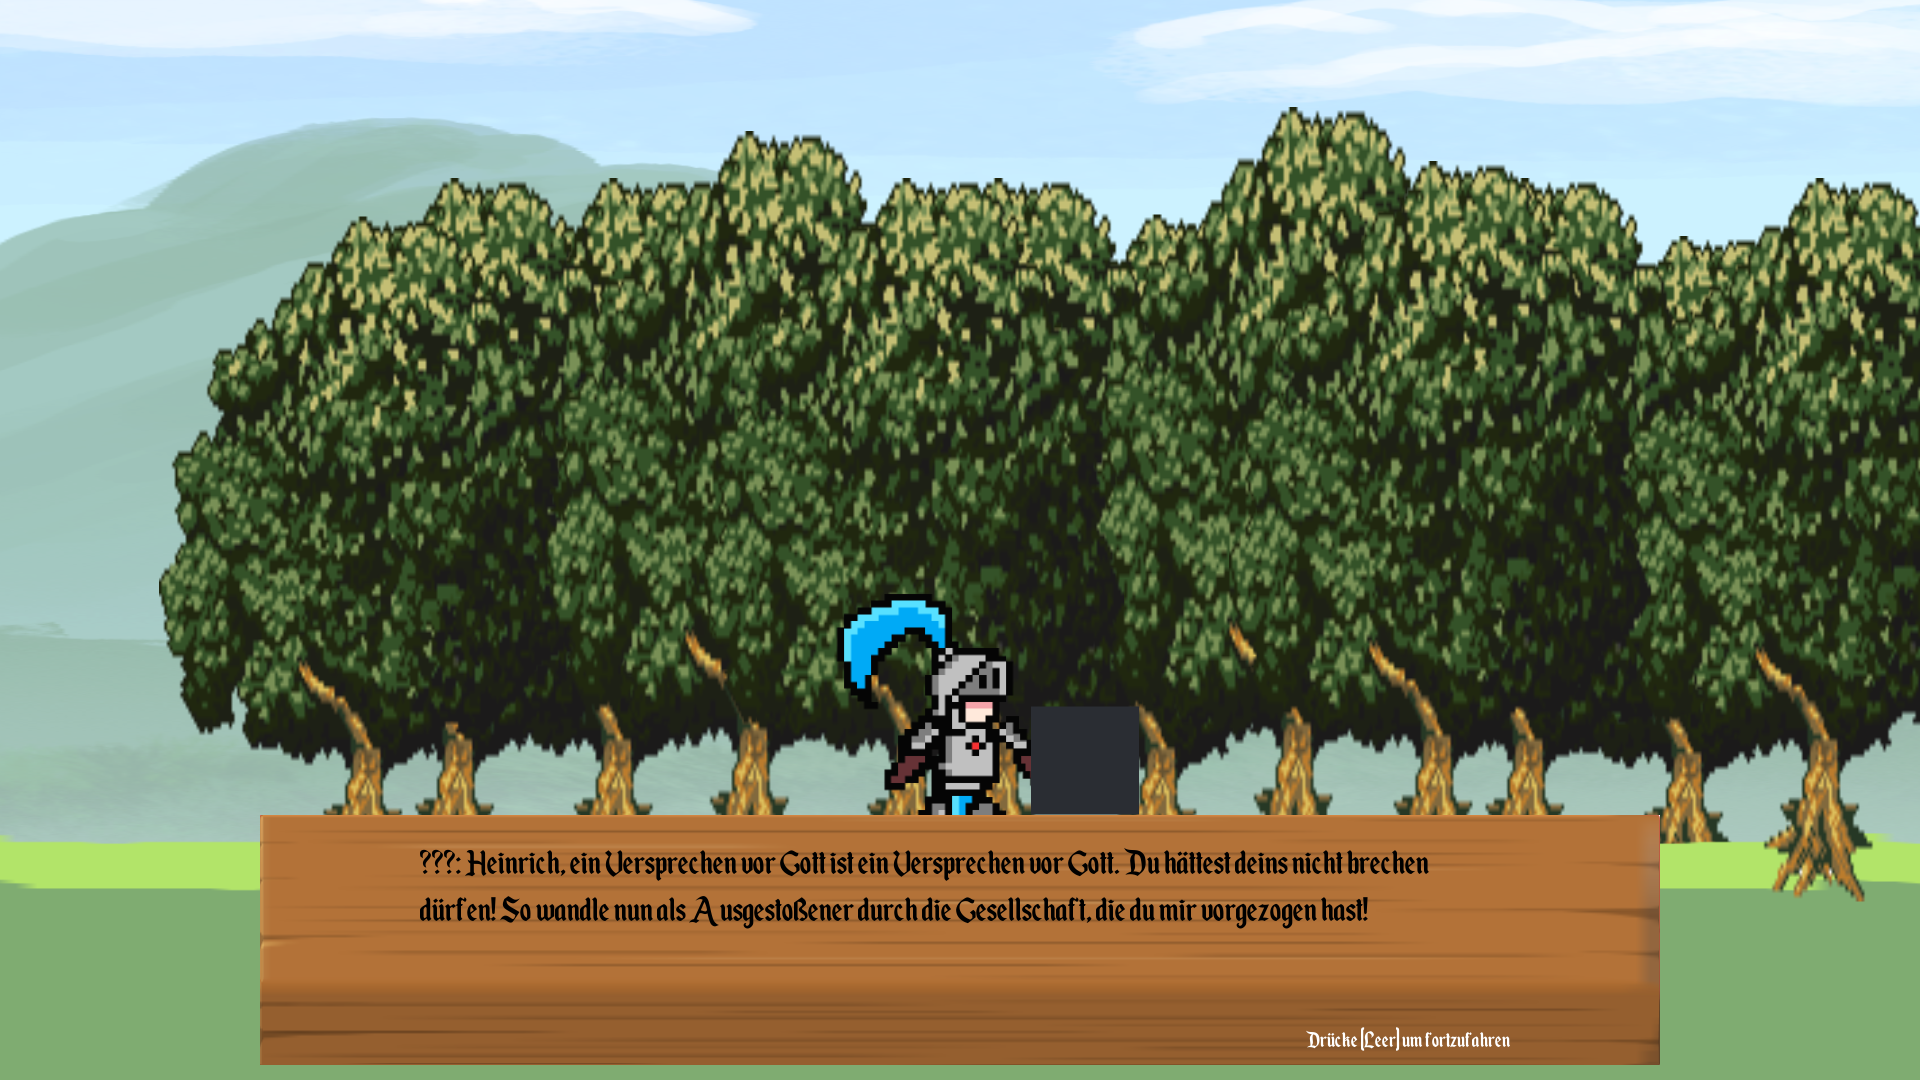 ???: Heinrich, ein Versprechen vor Gott ist ein Versprechen vor Gott. Du hättest deins nicht brechen
dürfen! So wandle nun als Ausgestoßener durch die Gesellschaft, die du mir vorgezogen hast!
Drücke [Leer] um fortzufahren